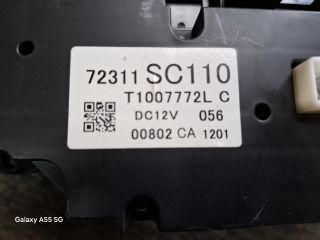 72311 SC110
T1007772L C
DC12V 056
00802 CA 1201
Galaxy A55 5G